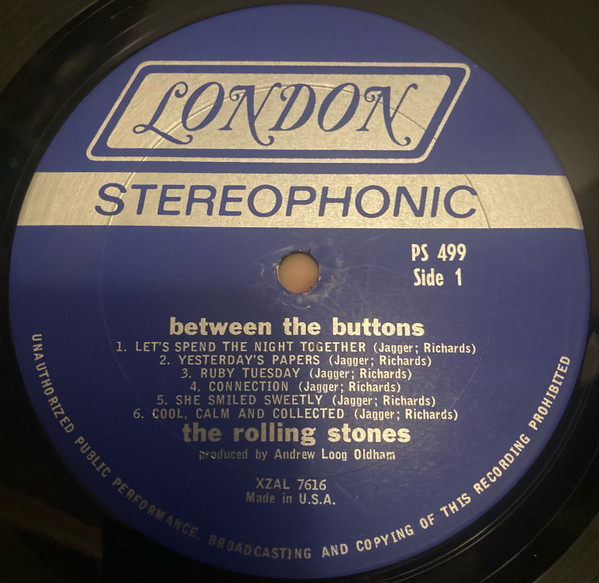 LONDON
STEREOPHONIC
PS 499
Side 1
between the buttons
1. LET'S SPEND THE NIGHT TOGETHER (Jagger; Richards)
2. YESTERDAY'S PAPERS (Jagger; Richards)
3. RUBY TUESDAY (Jagger; Richards)
4. CONNECTION (Jagger; Richards)
5. SHE SMILED SWEETLY (Jagger; Richards)
6. COOL, CALM AND COLLECTED (Jagger; Richards)
the rolling stones
produced by Andrew Loog Oldham
XZAL 7616
Made in U.S.A.
UNAUTHORIZED PUBLIC PERFORMANCE, BROADCASTING AND COPYING OF THIS RECORDING PROHIBITED